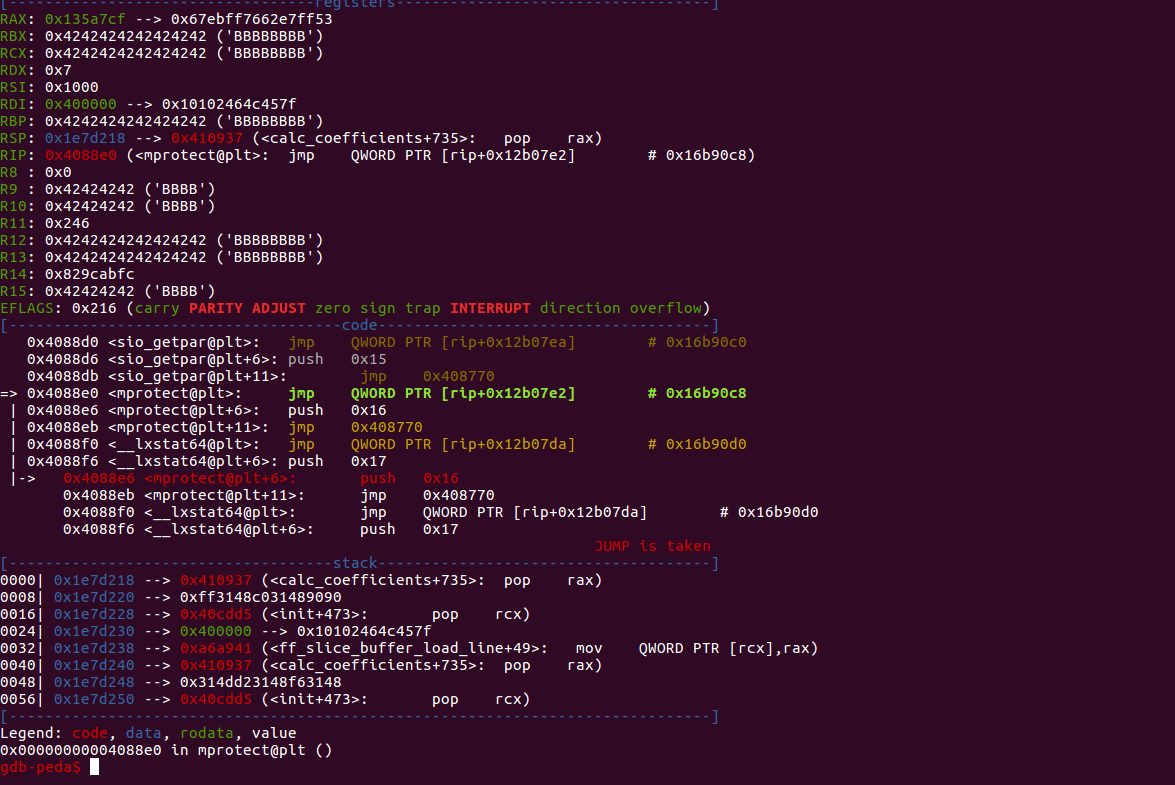 [----------------------------------registers-----------------------------------]
RAX: 0x135a7cf --> 0x67ebff7662e7ff53
RBX: 0x4242424242424242 ('BBBBBBBB')
RCX: 0x4242424242424242 ('BBBBBBBB')
RDX: 0x7
RSI: 0x1000
RDI: 0x400000 --> 0x10102464c457f
RBP: 0x4242424242424242 ('BBBBBBBB')
RSP: 0x1e7d218 --> 0x410937 (<calc_coefficients+735>: pop rax)
RIP: 0x4088e0 (<mprotect@plt>: jmp QWORD PTR [rip+0x12b07e2] # 0x16b90c8)
R8 : 0x0
R9 : 0x42424242 ('BBBB')
R10: 0x42424242 ('BBBB')
R11: 0x246
R12: 0x4242424242424242 ('BBBBBBBB')
R13: 0x4242424242424242 ('BBBBBBBB')
R14: 0x829cabfc
R15: 0x42424242 ('BBBB')
EFLAGS: 0x216 (carry PARITY ADJUST zero sign trap INTERRUPT direction overflow)
[-------------------------------------code-------------------------------------]
0x4088d0 <sio_getpar@plt>: jmp QWORD PTR [rip+0x12b07ea] # 0x16b90c0
0x4088d6 <sio_getpar@plt+6>: push 0x15
0x4088db <sio_getpar@plt+11>: jmp 0x408770
=> 0x4088e0 <mprotect@plt>: jmp QWORD PTR [rip+0x12b07e2] # 0x16b90c8
| 0x4088e6 <mprotect@plt+6>: push 0x16
| 0x4088eb <mprotect@plt+11>: jmp 0x408770
| 0x4088f0 <__lxstat64@plt>: jmp QWORD PTR [rip+0x12b07da] # 0x16b90d0
| 0x4088f6 <__lxstat64@plt+6>: push 0x17
|-> 0x4088e6 <mprotect@plt+6>: push 0x16
0x4088eb <mprotect@plt+11>: jmp 0x408770
0x4088f0 <__lxstat64@plt>: jmp QWORD PTR [rip+0x12b07da] # 0x16b90d0
0x4088f6 <__lxstat64@plt+6>: push 0x17
JUMP is taken
[------------------------------------stack-------------------------------------]
0000| 0x1e7d218 --> 0x410937 (<calc_coefficients+735>: pop rax)
0008| 0x1e7d220 --> 0xff3148c031489090
0016| 0x1e7d228 --> 0x40cdd5 (<init+473>: pop rcx)
0024| 0x1e7d230 --> 0x400000 --> 0x10102464c457f
0032| 0x1e7d238 --> 0xa6a941 (<ff_slice_buffer_load_line+49>: mov QWORD PTR [rcx],rax)
0040| 0x1e7d240 --> 0x410937 (<calc_coefficients+735>: pop rax)
0048| 0x1e7d248 --> 0x314dd23148f63148
0056| 0x1e7d250 --> 0x40cdd5 (<init+473>: pop rcx)
[------------------------------------------------------------------------------]
Legend: code, data, rodata, value
0x00000000004088e0 in mprotect@plt ()
gdb-peda$